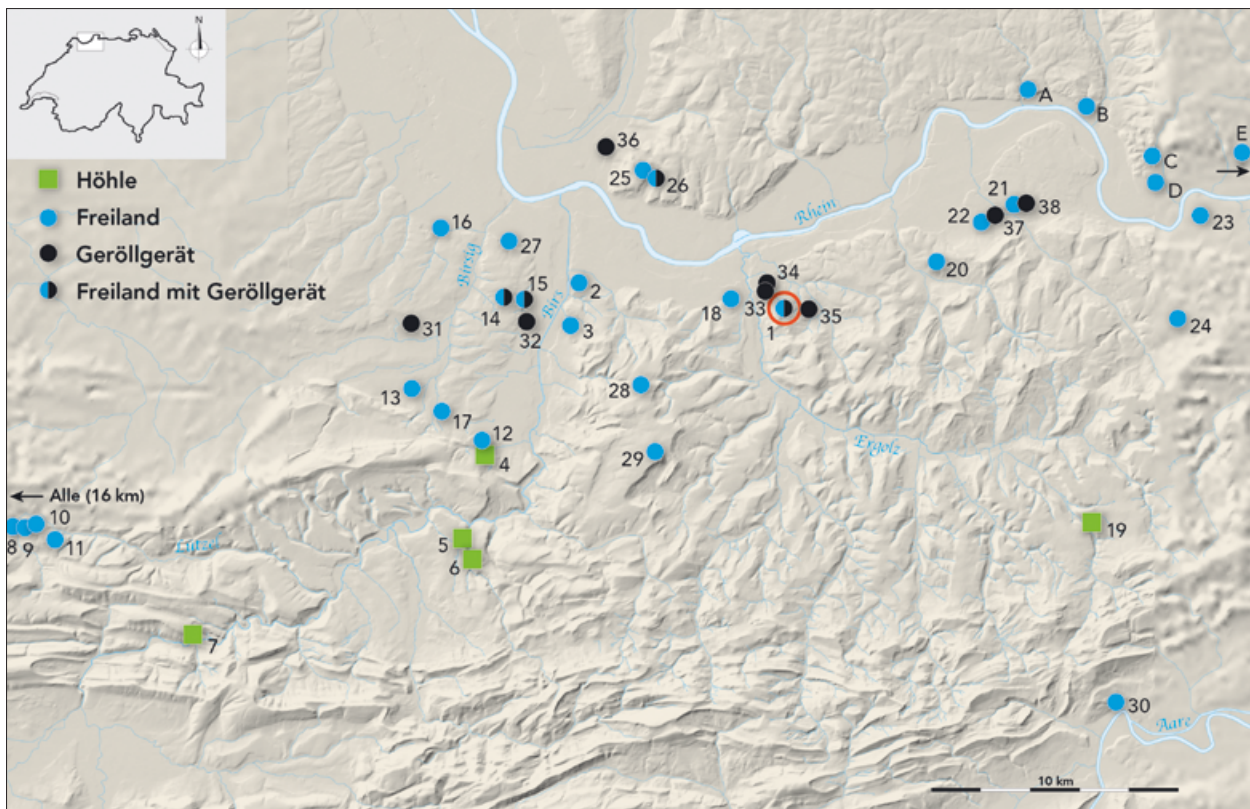 N
Höhle
Freiland
Geröllgerät
Freiland mit Geröllgerät
A
B
C
D
E
36
25
26
21
38
22
37
23
16
27
Birsig
Rhein
20
15
14
Birs
2
34
33
18
1
35
24
31
32
3
13
28
17
12
4
29
Ergolz
← Alle (16 km)
10
8
9
11
Lützel
5
6
19
7
30
Aare
10 km